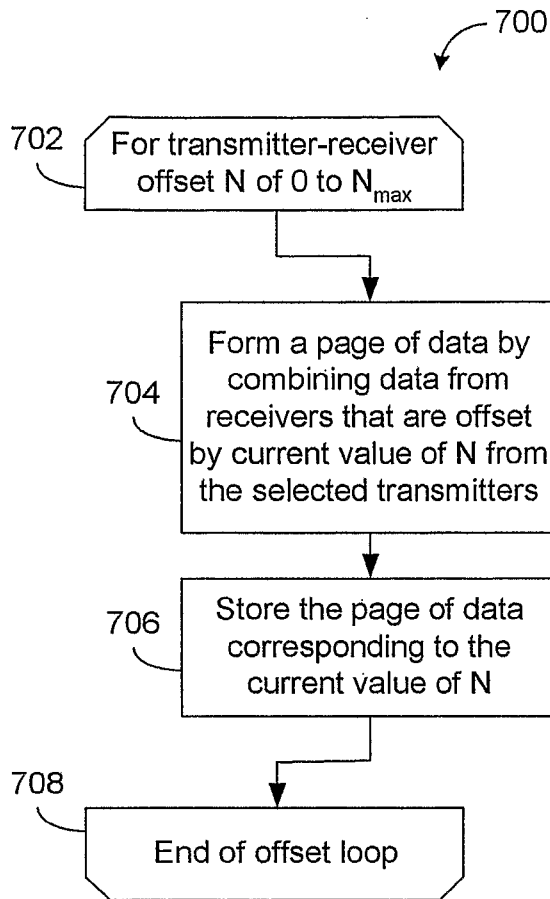 700
702
For transmitter-receiver
offset N of 0 to Nmax
704
Form a page of data by
combining data from
receivers that are offset
by current value of N from
the selected transmitters
706
Store the page of data
corresponding to the
current value of N
708
End of offset loop